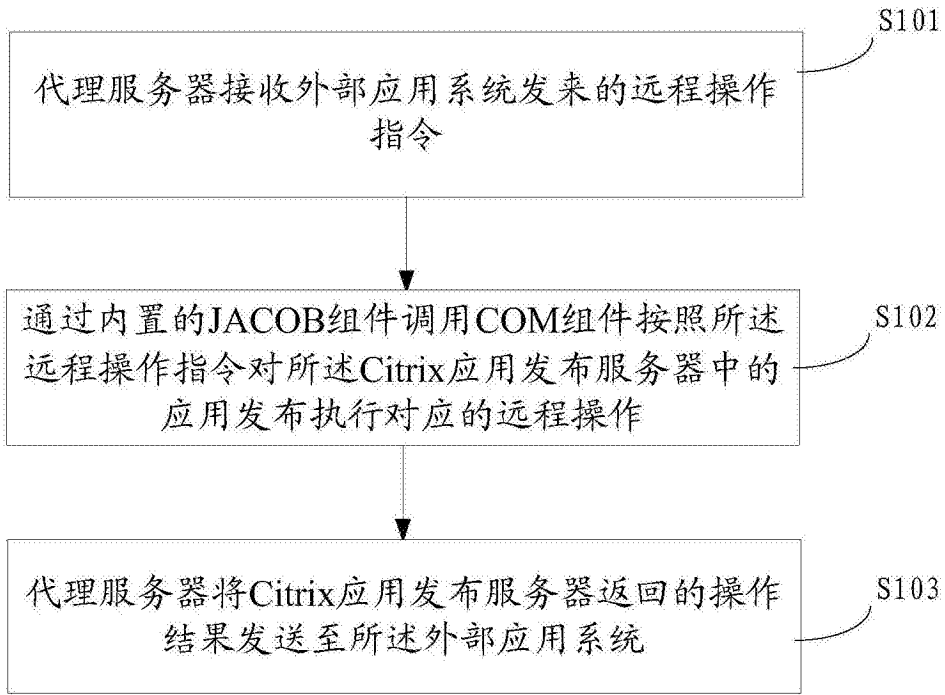 S101
代理服务器接收外部应用系统发来的远程操作
指令
通过内置的JACOB组件调用COM组件按照所述
远程操作指令对所述Citrix应用发布服务器中的
应用发布执行对应的远程操作
S102
代理服务器将Citrix应用发布服务器返回的操作
结果发送至所述外部应用系统
S103